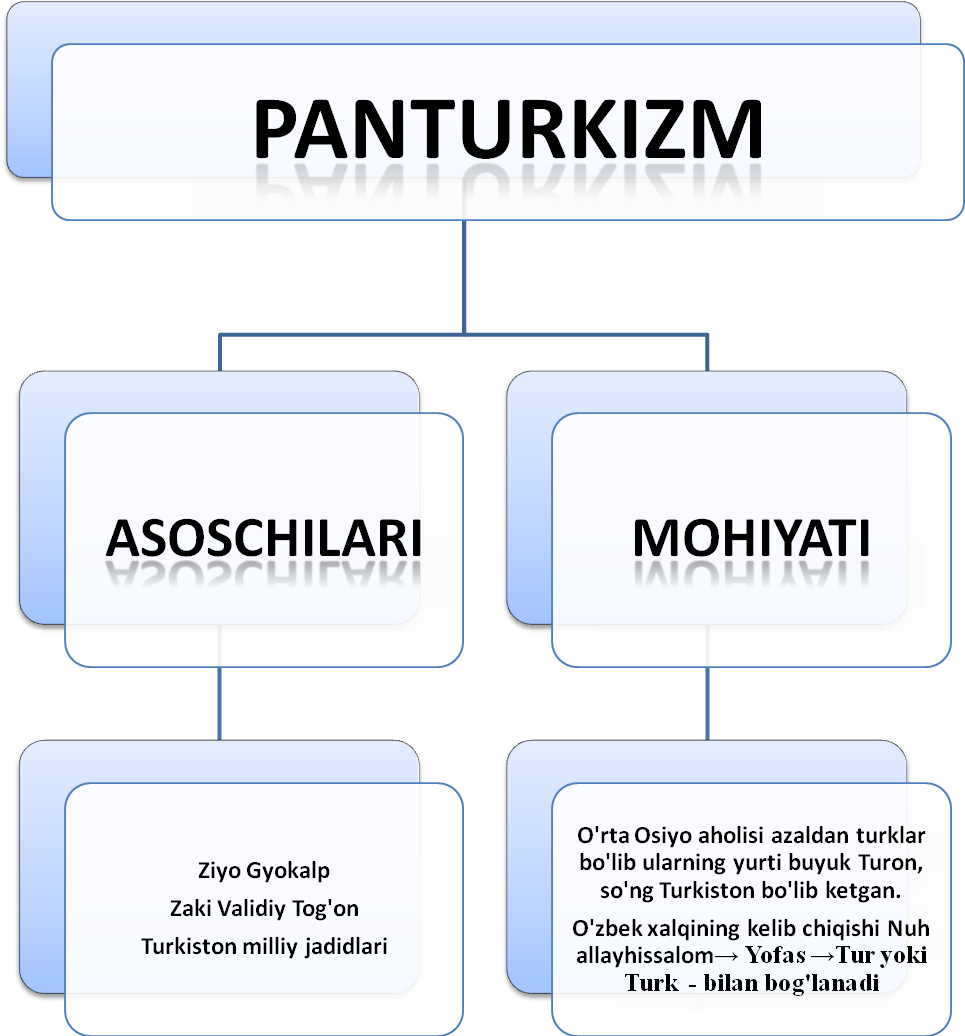 PANTURKIZM
ASOSCHILARI
MOHIYATI
Ziyo Gyokalp
Zaki Validiy Tog'on
Turkiston milliy jadidlari
O'rta Osiyo aholisi azaldan turklar
bo'lib ularning yurti buyuk Turon,
so'ng Turkiston bo'lib ketgan.
O'zbek xalqining kelib chiqishi Nuh
allayhissalom→ Yofas →Tur yoki
Turk - bilan bog'lanadi